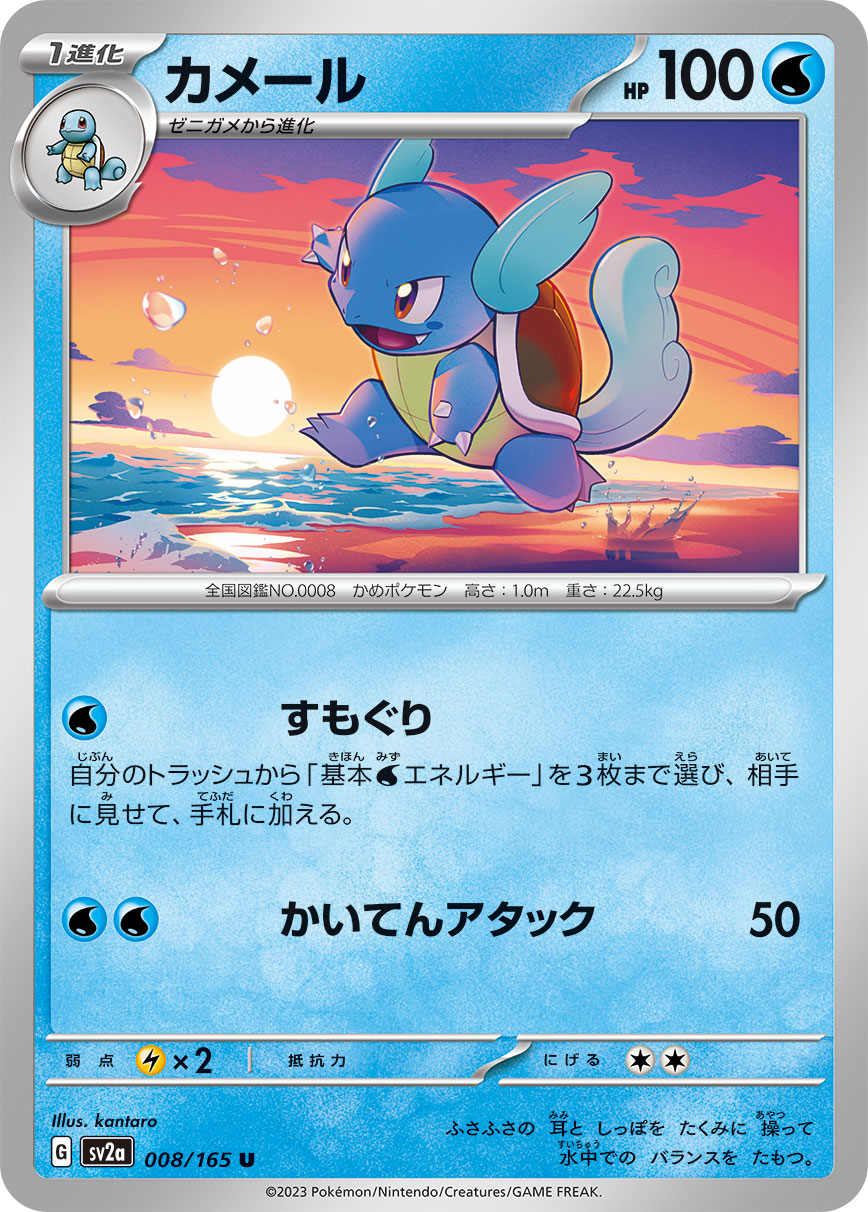 1進化
カメール
HP 100
ゼニガメから進化
全国図鑑NO.0008 かめポケモン 高さ:1.0m 重さ:22.5kg
すもぐり
自分のトラッシュから「基本エネルギー」を3枚まで選び、相手
に見せて、手札に加える。
かいてんアタック 50
弱点 ×2 抵抗力 にげる
Illus. kantaro
G sv2a 008/165 U
ふさふさの 耳と しっぽを たくみに 操って
水中での バランスを たもつ。
©2023 Pokémon/Nintendo/Creatures/GAME FREAK.